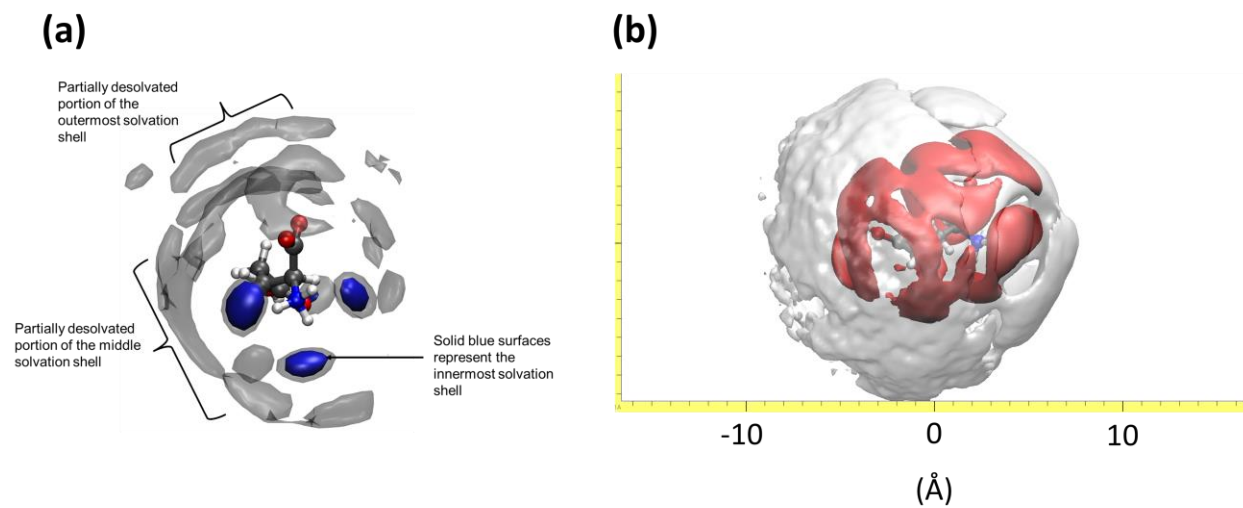 (a)
(b)
Partially desolvated
portion of the
outermost solvation
shell
Partially desolvated
portion of the middle
solvation shell
Solid blue surfaces
represent the
innermost solvation
shell
-10
0
10
(Å)